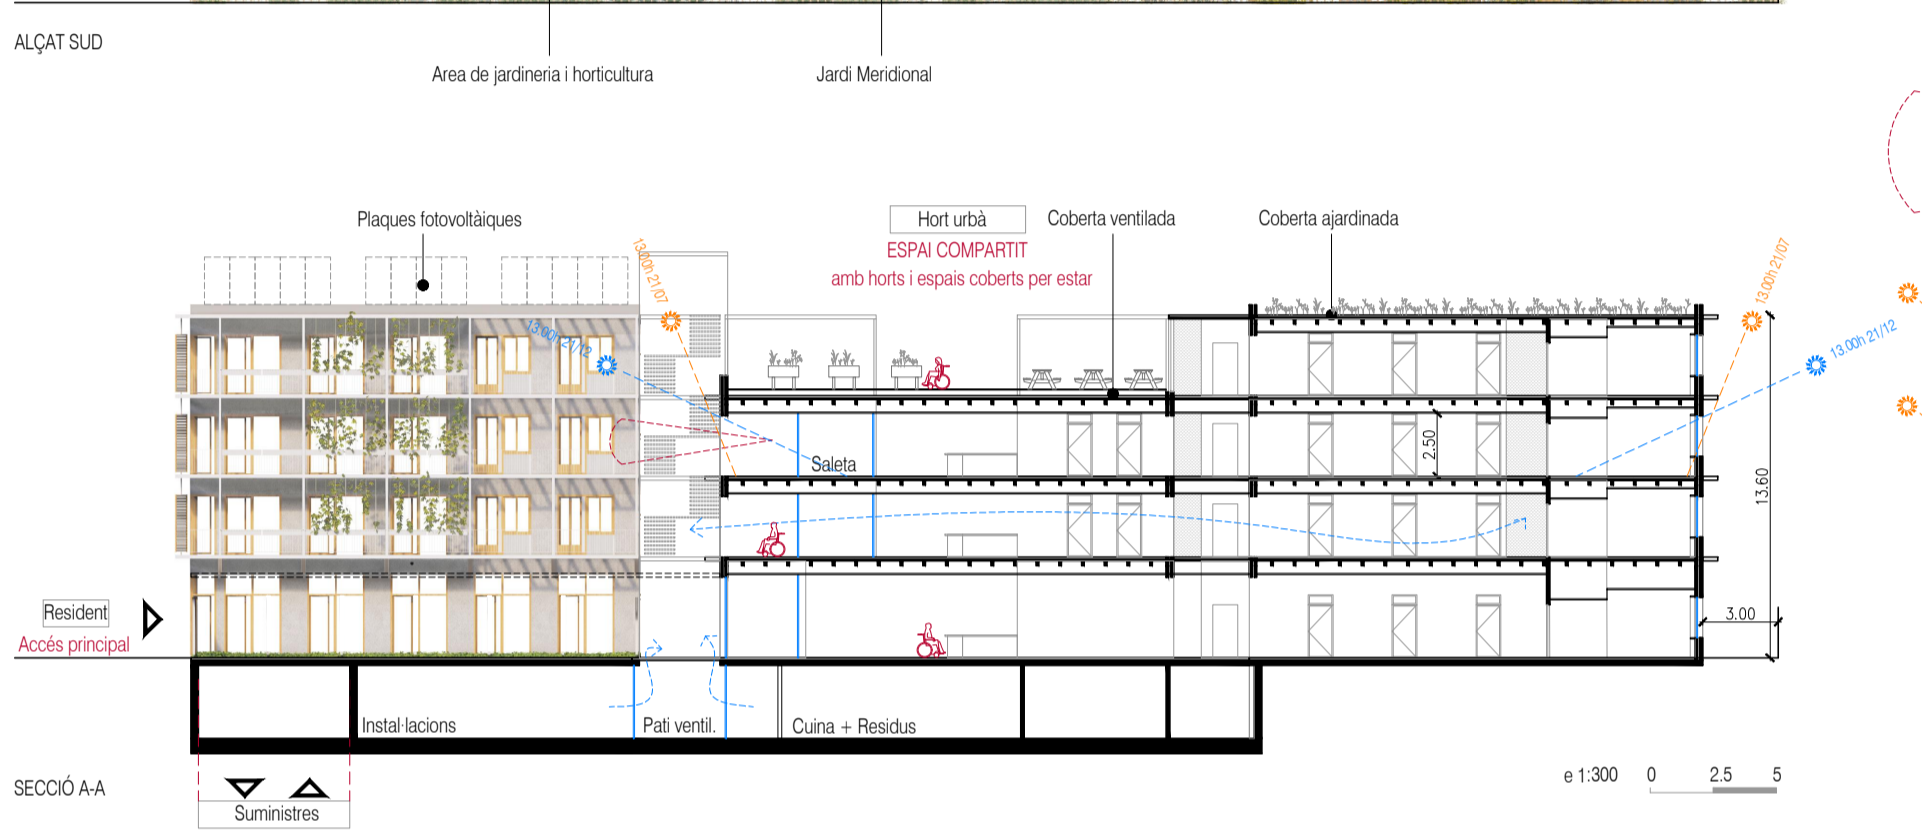 ALÇAT SUD
Area de jardineria i horticultura
Jardi Meridional
Plaques fotovoltàiques
Hort urbà
ESPAI COMPARTIT
amb horts i espais coberts per estar
Coberta ventilada
Coberta ajardinada
13:00h 21/07
13:00h 21/12
13:00h 21/07
13:00h 21/12
Saleta
2.50
13.60
3.00
Resident
Accés principal
Instal·lacions
Pati ventil.
Cuina + Residus
SECCIÓ A-A
Suministres
e 1:300
0
2.5
5